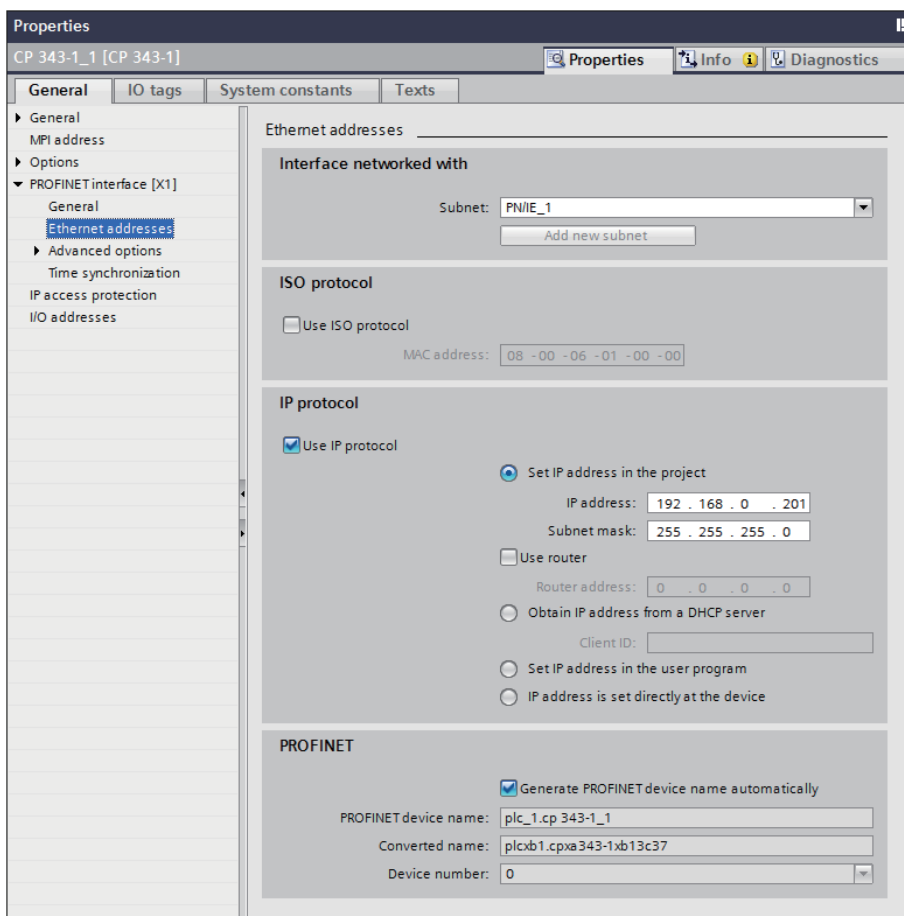 Properties
CP 343-1_1 [CP 343-1]
Properties
Info
Diagnostics
General
IO tags
System constants
Texts
General
MPI address
Options
PROFINET interface [X1]
General
Ethernet addresses
Advanced options
Time synchronization
IP access protection
I/O addresses
Ethernet addresses
Interface networked with
Subnet: PN/IE_1
Add new subnet
ISO protocol
Use ISO protocol
MAC address: 08 - 00 - 06 - 01 - 00 - 00
IP protocol
Use IP protocol
Set IP address in the project
IP address: 192 . 168 . 0 . 201
Subnet mask: 255 . 255 . 255 . 0
Use router
Router address: 0 . 0 . 0 . 0
Obtain IP address from a DHCP server
Client ID:
Set IP address in the user program
IP address is set directly at the device
PROFINET
Generate PROFINET device name automatically
PROFINET device name: plc_1.cp 343-1_1
Converted name: plcxb1.cpxa343-1xb13c37
Device number: 0